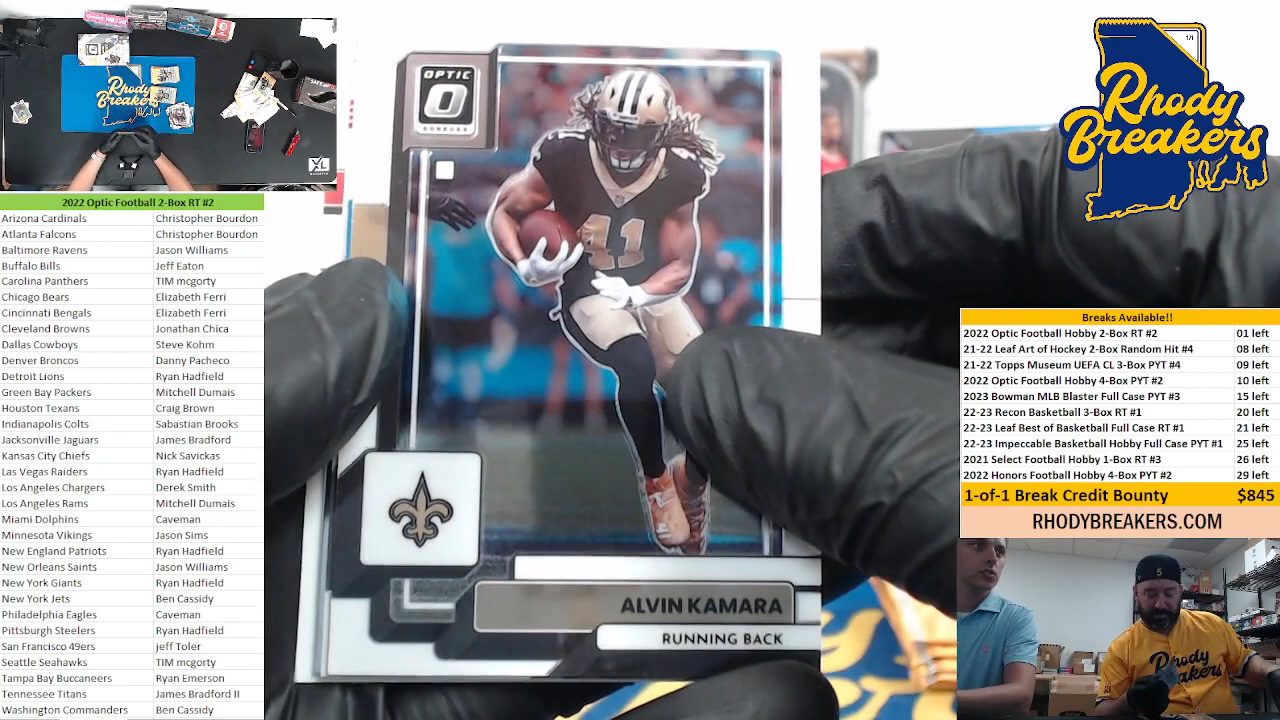 2022 Optic Football 2-Box RT #2
Arizona Cardinals Christopher Bourdon
Atlanta Falcons Christopher Bourdon
Baltimore Ravens Jason Williams
Buffalo Bills Jeff Eaton
Carolina Panthers TIM mcgorty
Chicago Bears Elizabeth Ferri
Cincinnati Bengals Elizabeth Ferri
Cleveland Browns Jonathan Chica
Dallas Cowboys Steve Kohm
Denver Broncos Danny Pacheco
Detroit Lions Ryan Hadfield
Green Bay Packers Mitchell Dumais
Houston Texans Craig Brown
Indianapolis Colts Sabastian Brooks
Jacksonville Jaguars James Bradford
Kansas City Chiefs Nick Savickas
Las Vegas Raiders Ryan Hadfield
Los Angeles Chargers Derek Smith
Los Angeles Rams Mitchell Dumais
Miami Dolphins Caveman
Minnesota Vikings Jason Sims
New England Patriots Ryan Hadfield
New Orleans Saints Jason Williams
New York Giants Ryan Hadfield
New York Jets Ben Cassidy
Philadelphia Eagles Caveman
Pittsburgh Steelers Ryan Hadfield
San Francisco 49ers jeff Toler
Seattle Seahawks TIM mcgorty
Tampa Bay Buccaneers Ryan Emerson
Tennessee Titans James Bradford II
Washington Commanders Ben Cassidy
Rhody
Breakers
XL
OPTIC
O
DONRUSS
41
41
ALVIN KAMARA
RUNNING BACK
1/1
Rhody
Breakers
Breaks Available!!
2022 Optic Football Hobby 2-Box RT #2 01 left
21-22 Leaf Art of Hockey 2-Box Random Hit #4 08 left
21-22 Topps Museum UEFA CL 3-Box PYT #4 09 left
2022 Optic Football Hobby 4-Box PYT #2 10 left
2023 Bowman MLB Blaster Full Case PYT #3 15 left
22-23 Recon Basketball 3-Box RT #1 20 left
22-23 Leaf Best of Basketball Full Case RT #1 21 left
22-23 Impeccable Basketball Hobby Full Case PYT #1 25 left
2021 Select Football Hobby 1-Box RT #3 26 left
2022 Honors Football Hobby 4-Box PYT #2 29 left
1-of-1 Break Credit Bounty $845
RHODYBREAKERS.COM
5
Rhody
Breakers